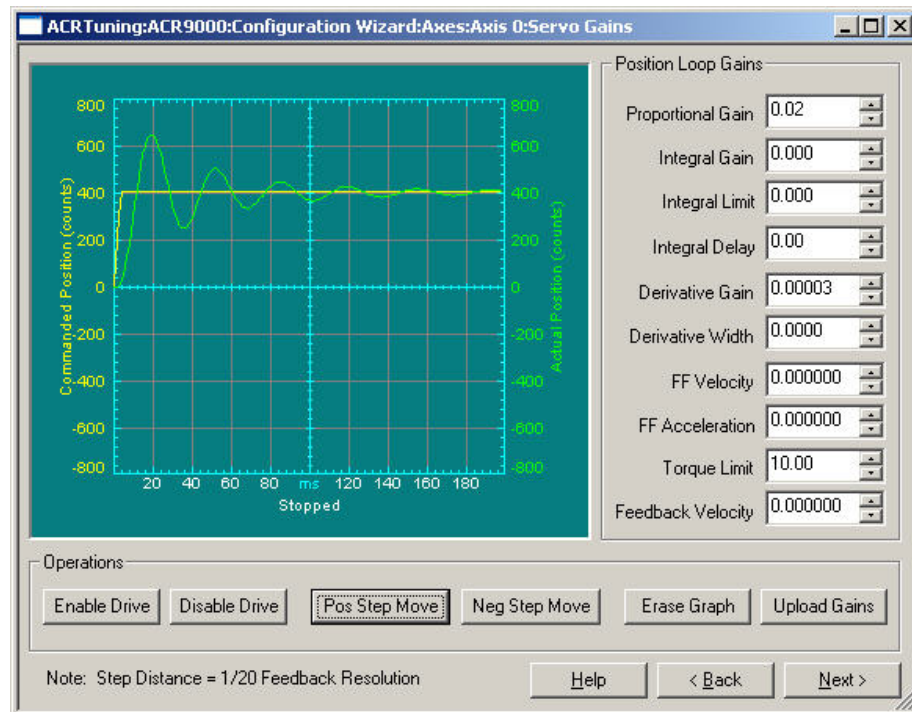 ACRTuning:ACR9000:Configuration Wizard:Axes:Axis 0:Servo Gains
Commanded Position (counts)
800
600
400
200
0
-200
-400
-600
-800
800
600
400
200
0
-200
-400
-600
-800
Actual Position (counts)
20 40 60 80 ms 120 140 160 180
Stopped
Position Loop Gains
Proportional Gain 0.02
Integral Gain 0.000
Integral Limit 0.000
Integral Delay 0.00
Derivative Gain 0.00003
Derivative Width 0.0000
FF Velocity 0.000000
FF Acceleration 0.000000
Torque Limit 10.00
Feedback Velocity 0.000000
Operations
Enable Drive Disable Drive Pos Step Move Neg Step Move Erase Graph Upload Gains
Note: Step Distance = 1/20 Feedback Resolution
Help < Back Next >